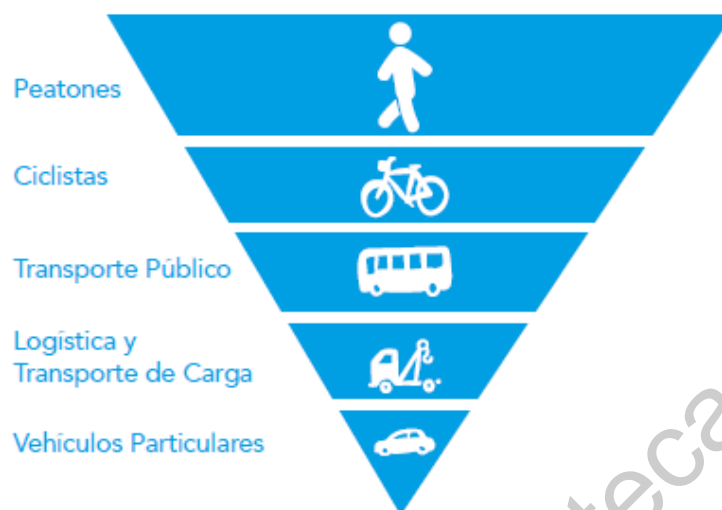 Peatones
Ciclistas
Transporte Público
Logística y
Transporte de Carga
Vehículos Particulares